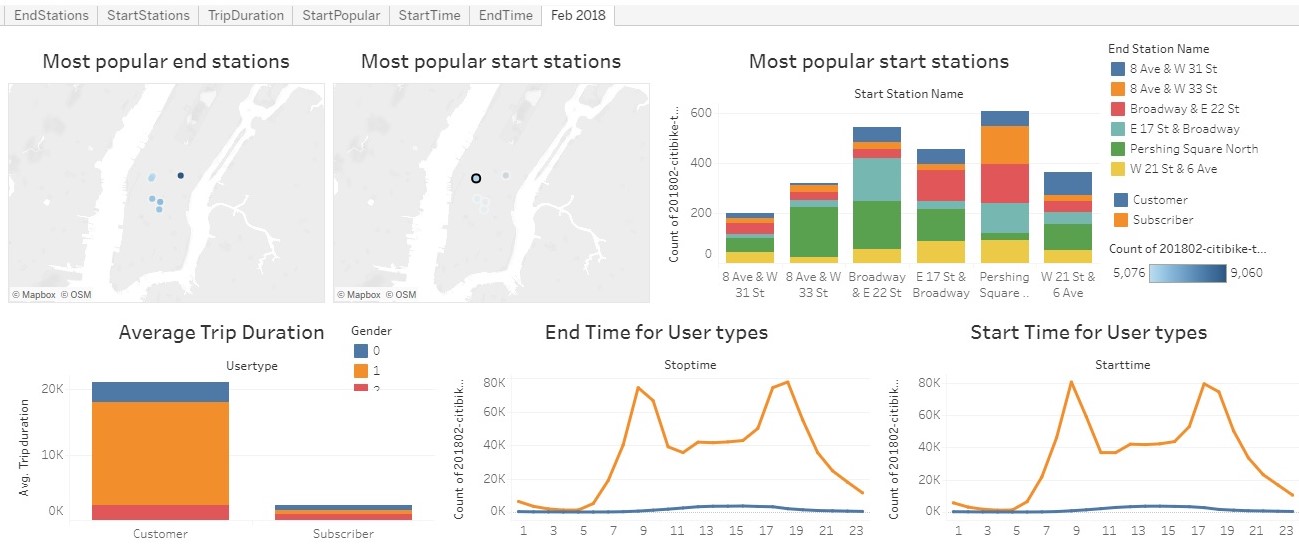 EndStations
StartStations
TripDuration
StartPopular
StartTime
EndTime
Feb 2018
Most popular end stations
© Mapbox © OSM
Most popular start stations
© Mapbox © OSM
Most popular start stations
Start Station Name
Count of 201802-citibike-t...
600
400
200
0
8 Ave & W
31 St
8 Ave & W
33 St
Broadway
& E 22 St
E 17 St &
Broadway
Pershing
Square ..
W 21 St &
6 Ave
End Station Name
8 Ave & W 31 St
8 Ave & W 33 St
Broadway & E 22 St
E 17 St & Broadway
Pershing Square North
W 21 St & 6 Ave
Customer
Subscriber
Count of 201802-citibike-t...
5,076
9,060
Average Trip Duration
Usertype
Avg. Tripduration
20K
10K
0K
Customer
Subscriber
Gender
0
1
End Time for User types
Stoptime
Count of 201802-citibik...
80K
60K
40K
20K
0K
1 3 5 7 9 11 13 15 17 19 21 23
Start Time for User types
Starttime
Count of 201802-citibik...
80K
60K
40K
20K
0K
1 3 5 7 9 11 13 15 17 19 21 23